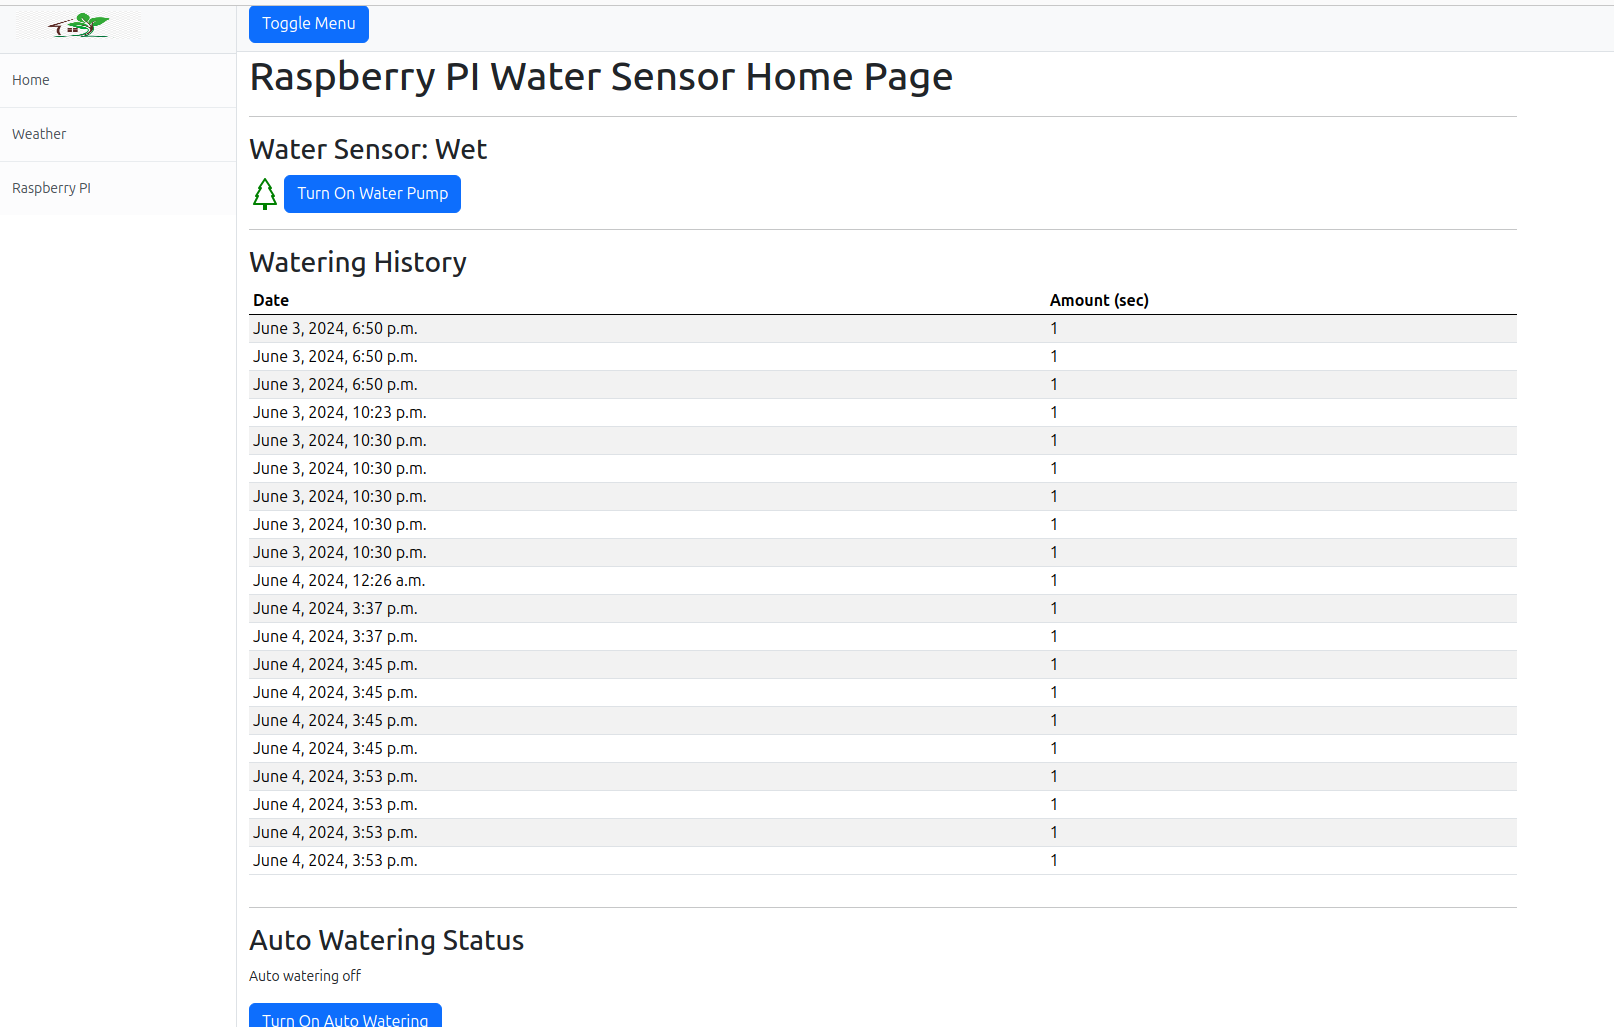 Toggle Menu
Home
Weather
Raspberry PI
Raspberry PI Water Sensor Home Page
Water Sensor: Wet
Turn On Water Pump
Watering History
Date Amount (sec)
June 3, 2024, 6:50 p.m. 1
June 3, 2024, 6:50 p.m. 1
June 3, 2024, 6:50 p.m. 1
June 3, 2024, 10:23 p.m. 1
June 3, 2024, 10:30 p.m. 1
June 3, 2024, 10:30 p.m. 1
June 3, 2024, 10:30 p.m. 1
June 3, 2024, 10:30 p.m. 1
June 3, 2024, 10:30 p.m. 1
June 4, 2024, 12:26 a.m. 1
June 4, 2024, 3:37 p.m. 1
June 4, 2024, 3:37 p.m. 1
June 4, 2024, 3:45 p.m. 1
June 4, 2024, 3:45 p.m. 1
June 4, 2024, 3:45 p.m. 1
June 4, 2024, 3:45 p.m. 1
June 4, 2024, 3:53 p.m. 1
June 4, 2024, 3:53 p.m. 1
June 4, 2024, 3:53 p.m. 1
June 4, 2024, 3:53 p.m. 1
Auto Watering Status
Auto watering off
Turn On Auto Watering